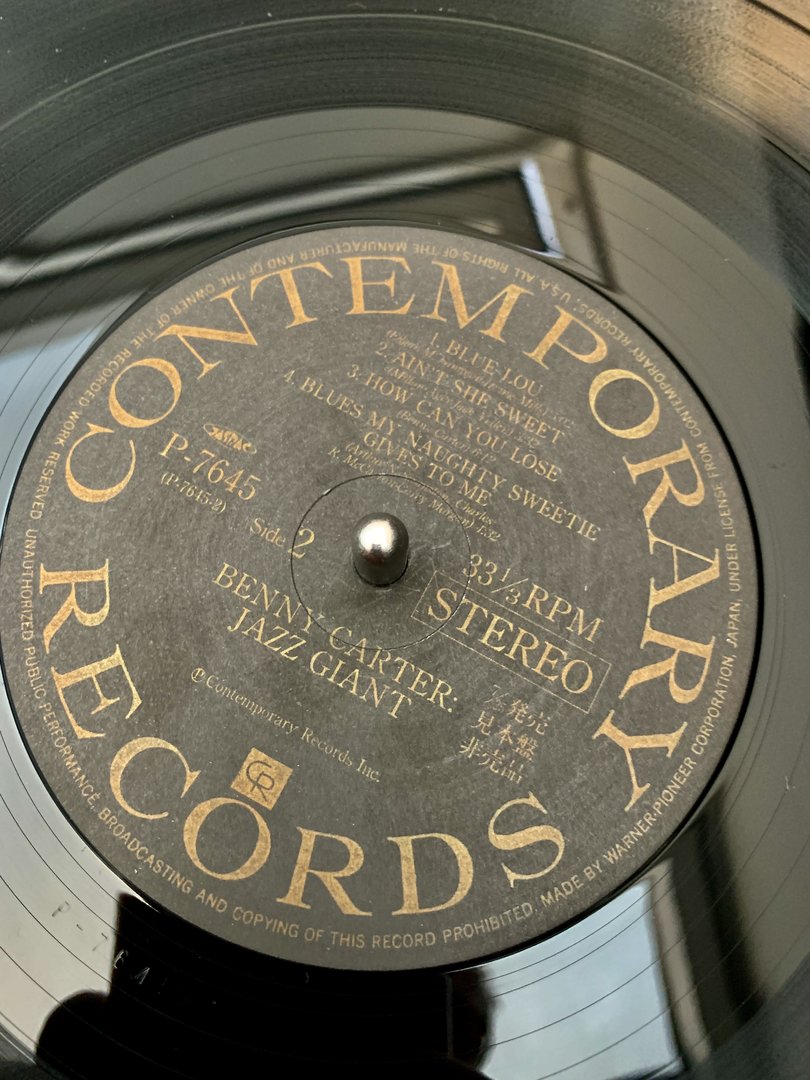 CONTEMPORARY
RECORDS
1. BLUE LOU
2. AIN'T SHE SWEET
3. HOW CAN YOU LOSE
4. BLUES MY NAUGHTY SWEETIE
GIVES TO ME
JASRAC
P-7645
(P-7645-2)
Side 2
33 1/3 RPM
STEREO
BENNY CARTER:
JAZZ GIANT
発売
見本盤
非売品
℗ Contemporary Records Inc.
CR
MADE BY WARNER-PIONEER CORPORATION, JAPAN, UNDER LICENSE FROM CONTEMPORARY RECORDS, U.S.A. ALL RIGHTS OF THE MANUFACTURER AND OF THE OWNER OF THE RECORDED WORK RESERVED UNAUTHORIZED PUBLIC PERFORMANCE, BROADCASTING AND COPYING OF THIS RECORD PROHIBITED.